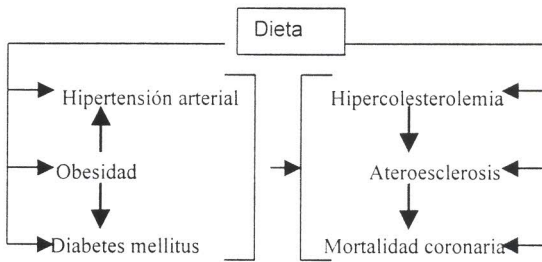 Dieta
Hipertensión arterial
Obesidad
Diabetes mellitus
Hipercolesterolemia
Ateroesclerosis
Mortalidad coronaria